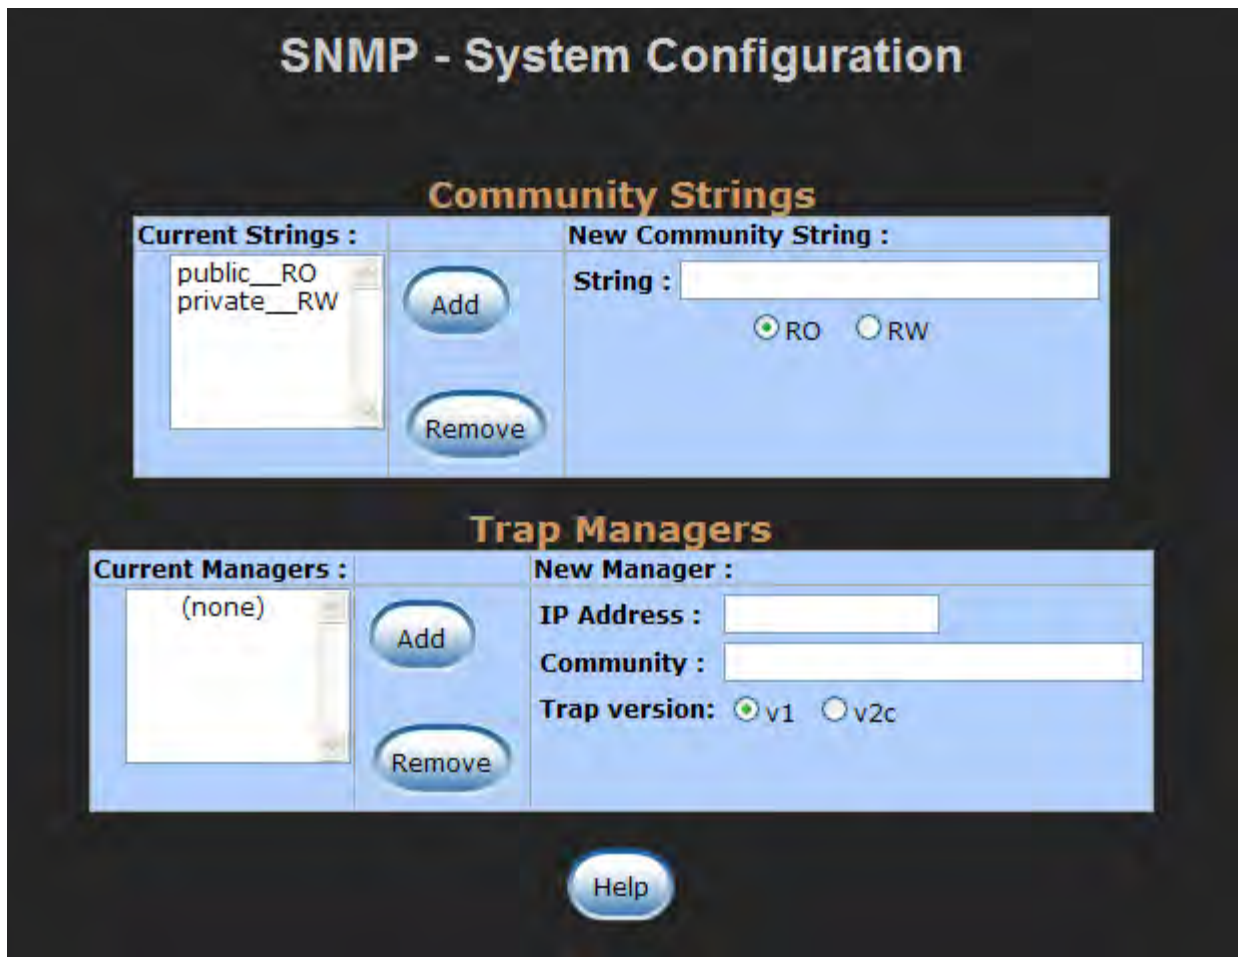 SNMP - System Configuration
Community Strings
Current Strings :
New Community String :
public__RO
private__RW
Add
Remove
String :
RO
RW
Trap Managers
Current Managers :
New Manager :
(none)
Add
Remove
IP Address :
Community :
Trap version: v1 v2c
Help